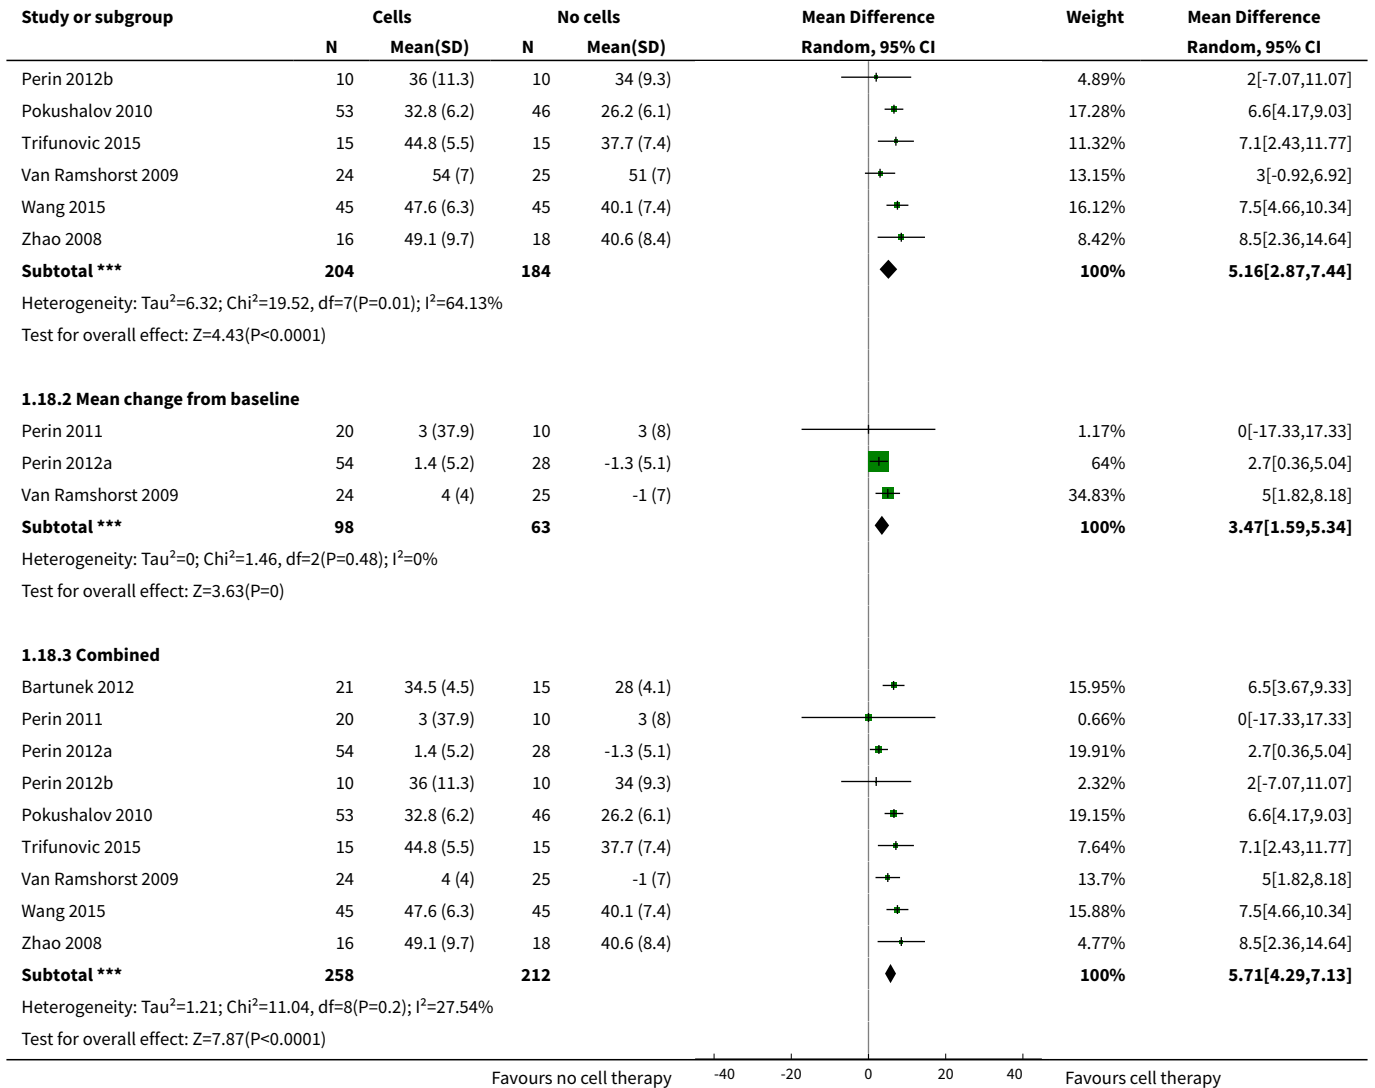 Study or subgroup Cells No cells Mean Difference Weight Mean Difference
N Mean(SD) N Mean(SD) Random, 95% CI Random, 95% CI
Perin 2012b 10 36 (11.3) 10 34 (9.3) 4.89% 2[-7.07,11.07]
Pokushalov 2010 53 32.8 (6.2) 46 26.2 (6.1) 17.28% 6.6[4.17,9.03]
Trifunovic 2015 15 44.8 (5.5) 15 37.7 (7.4) 11.32% 7.1[2.43,11.77]
Van Ramshorst 2009 24 54 (7) 25 51 (7) 13.15% 3[-0.92,6.92]
Wang 2015 45 47.6 (6.3) 45 40.1 (7.4) 16.12% 7.5[4.66,10.34]
Zhao 2008 16 49.1 (9.7) 18 40.6 (8.4) 8.42% 8.5[2.36,14.64]
Subtotal *** 204 184 100% 5.16[2.87,7.44]
Heterogeneity: Tau²=6.32; Chi²=19.52, df=7(P=0.01); I²=64.13%
Test for overall effect: Z=4.43(P<0.0001)
1.18.2 Mean change from baseline
Perin 2011 20 3 (37.9) 10 3 (8) 1.17% 0[-17.33,17.33]
Perin 2012a 54 1.4 (5.2) 28 -1.3 (5.1) 64% 2.7[0.36,5.04]
Van Ramshorst 2009 24 4 (4) 25 -1 (7) 34.83% 5[1.82,8.18]
Subtotal *** 98 63 100% 3.47[1.59,5.34]
Heterogeneity: Tau²=0; Chi²=1.46, df=2(P=0.48); I²=0%
Test for overall effect: Z=3.63(P=0)
1.18.3 Combined
Bartunek 2012 21 34.5 (4.5) 15 28 (4.1) 15.95% 6.5[3.67,9.33]
Perin 2011 20 3 (37.9) 10 3 (8) 0.66% 0[-17.33,17.33]
Perin 2012a 54 1.4 (5.2) 28 -1.3 (5.1) 19.91% 2.7[0.36,5.04]
Perin 2012b 10 36 (11.3) 10 34 (9.3) 2.32% 2[-7.07,11.07]
Pokushalov 2010 53 32.8 (6.2) 46 26.2 (6.1) 19.15% 6.6[4.17,9.03]
Trifunovic 2015 15 44.8 (5.5) 15 37.7 (7.4) 7.64% 7.1[2.43,11.77]
Van Ramshorst 2009 24 4 (4) 25 -1 (7) 13.7% 5[1.82,8.18]
Wang 2015 45 47.6 (6.3) 45 40.1 (7.4) 15.88% 7.5[4.66,10.34]
Zhao 2008 16 49.1 (9.7) 18 40.6 (8.4) 4.77% 8.5[2.36,14.64]
Subtotal *** 258 212 100% 5.71[4.29,7.13]
Heterogeneity: Tau²=1.21; Chi²=11.04, df=8(P=0.2); I²=27.54%
Test for overall effect: Z=7.87(P<0.0001)
Favours no cell therapy -40 -20 0 20 40 Favours cell therapy